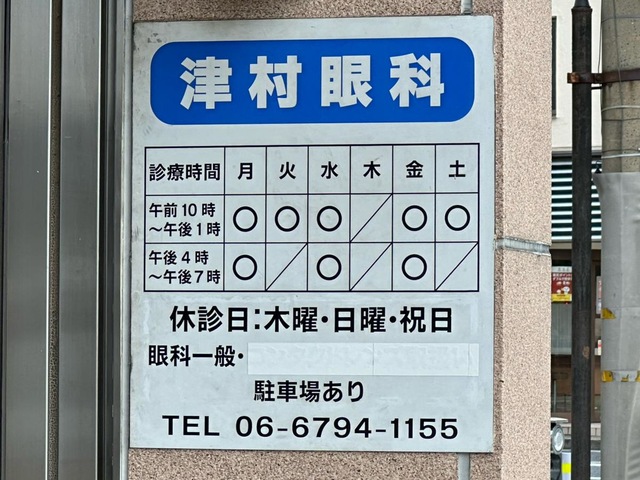 津村眼科
診療時間 月 火 水 木 金 土
午前10時～午後1時 ○ ○ ○ ／ ○ ○
午後4時～午後7時 ○ ／ ○ ／ ○ ／
休診日:木曜・日曜・祝日
眼科一般・
駐車場あり
TEL 06-6794-1155